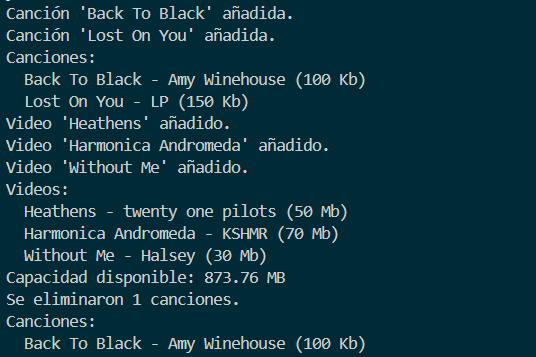 Canción 'Back To Black' añadida.
Canción 'Lost On You' añadida.
Canciones:
  Back To Black - Amy Winehouse (100 Kb)
  Lost On You - LP (150 Kb)
Video 'Heathens' añadido.
Video 'Harmonica Andromeda' añadido.
Video 'Without Me' añadido.
Videos:
  Heathens - twenty one pilots (50 Mb)
  Harmonica Andromeda - KSHMR (70 Mb)
  Without Me - Halsey (30 Mb)
Capacidad disponible: 873.76 MB
Se eliminaron 1 canciones.
Canciones:
  Back To Black - Amy Winehouse (100 Kb)